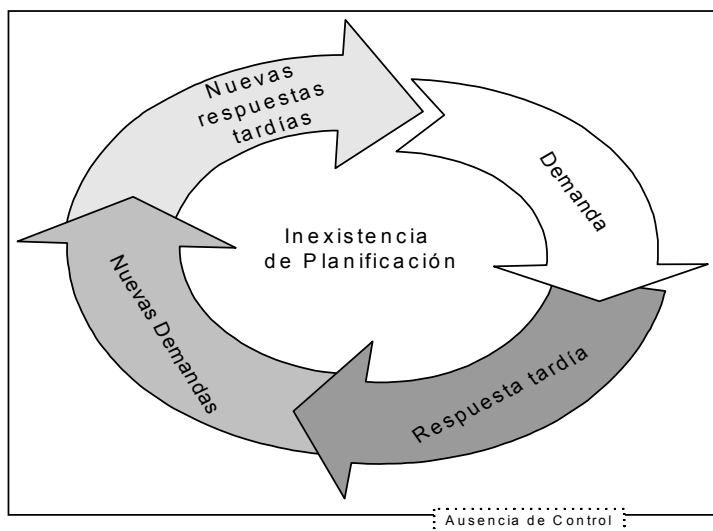 Nuevas
respuestas
tardías
Demanda
Inexistencia
de Planificación
Nuevas Demandas
Respuesta tardía
Ausencia de Control